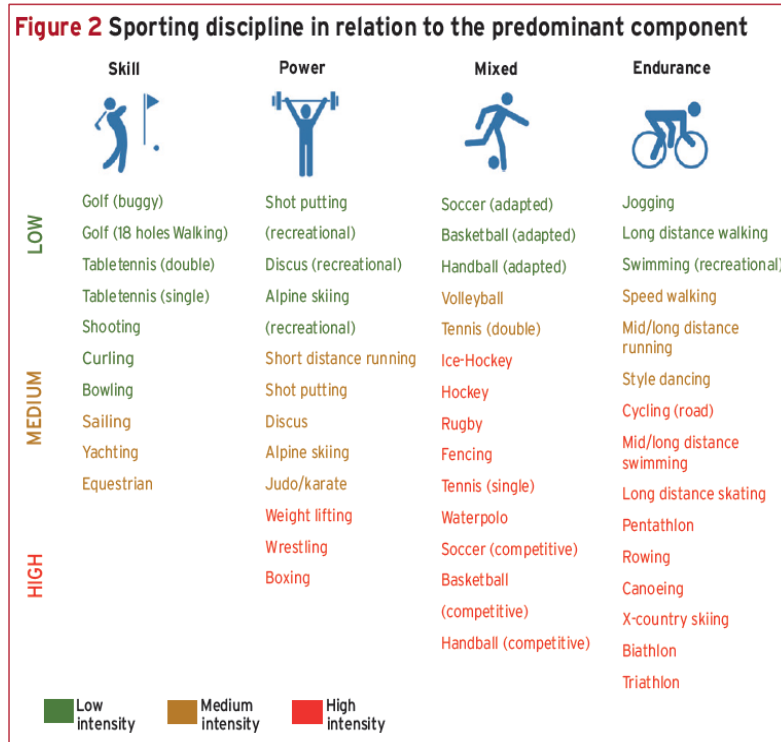 Figure 2 Sporting discipline in relation to the predominant component
Skill
Power
Mixed
Endurance
LOW
MEDIUM
HIGH
Golf (buggy)
Golf (18 holes Walking)
Table tennis (double)
Table tennis (single)
Shooting
Curling
Bowling
Sailing
Yachting
Equestrian
Shot putting
(recreational)
Discus (recreational)
Alpine skiing
(recreational)
Short distance running
Shot putting
Discus
Alpine skiing
Judo/karate
Weight lifting
Wrestling
Boxing
Soccer (adapted)
Basketball (adapted)
Handball (adapted)
Volleyball
Tennis (double)
Ice-Hockey
Hockey
Rugby
Fencing
Tennis (single)
Waterpolo
Soccer (competitive)
Basketball
(competitive)
Handball (competitive)
Jogging
Long distance walking
Swimming (recreational)
Speed walking
Mid/long distance
running
Style dancing
Cycling (road)
Mid/long distance
swimming
Long distance skating
Pentathlon
Rowing
Canoeing
X-country skiing
Biathlon
Triathlon
Low
intensity
Medium
intensity
High
intensity